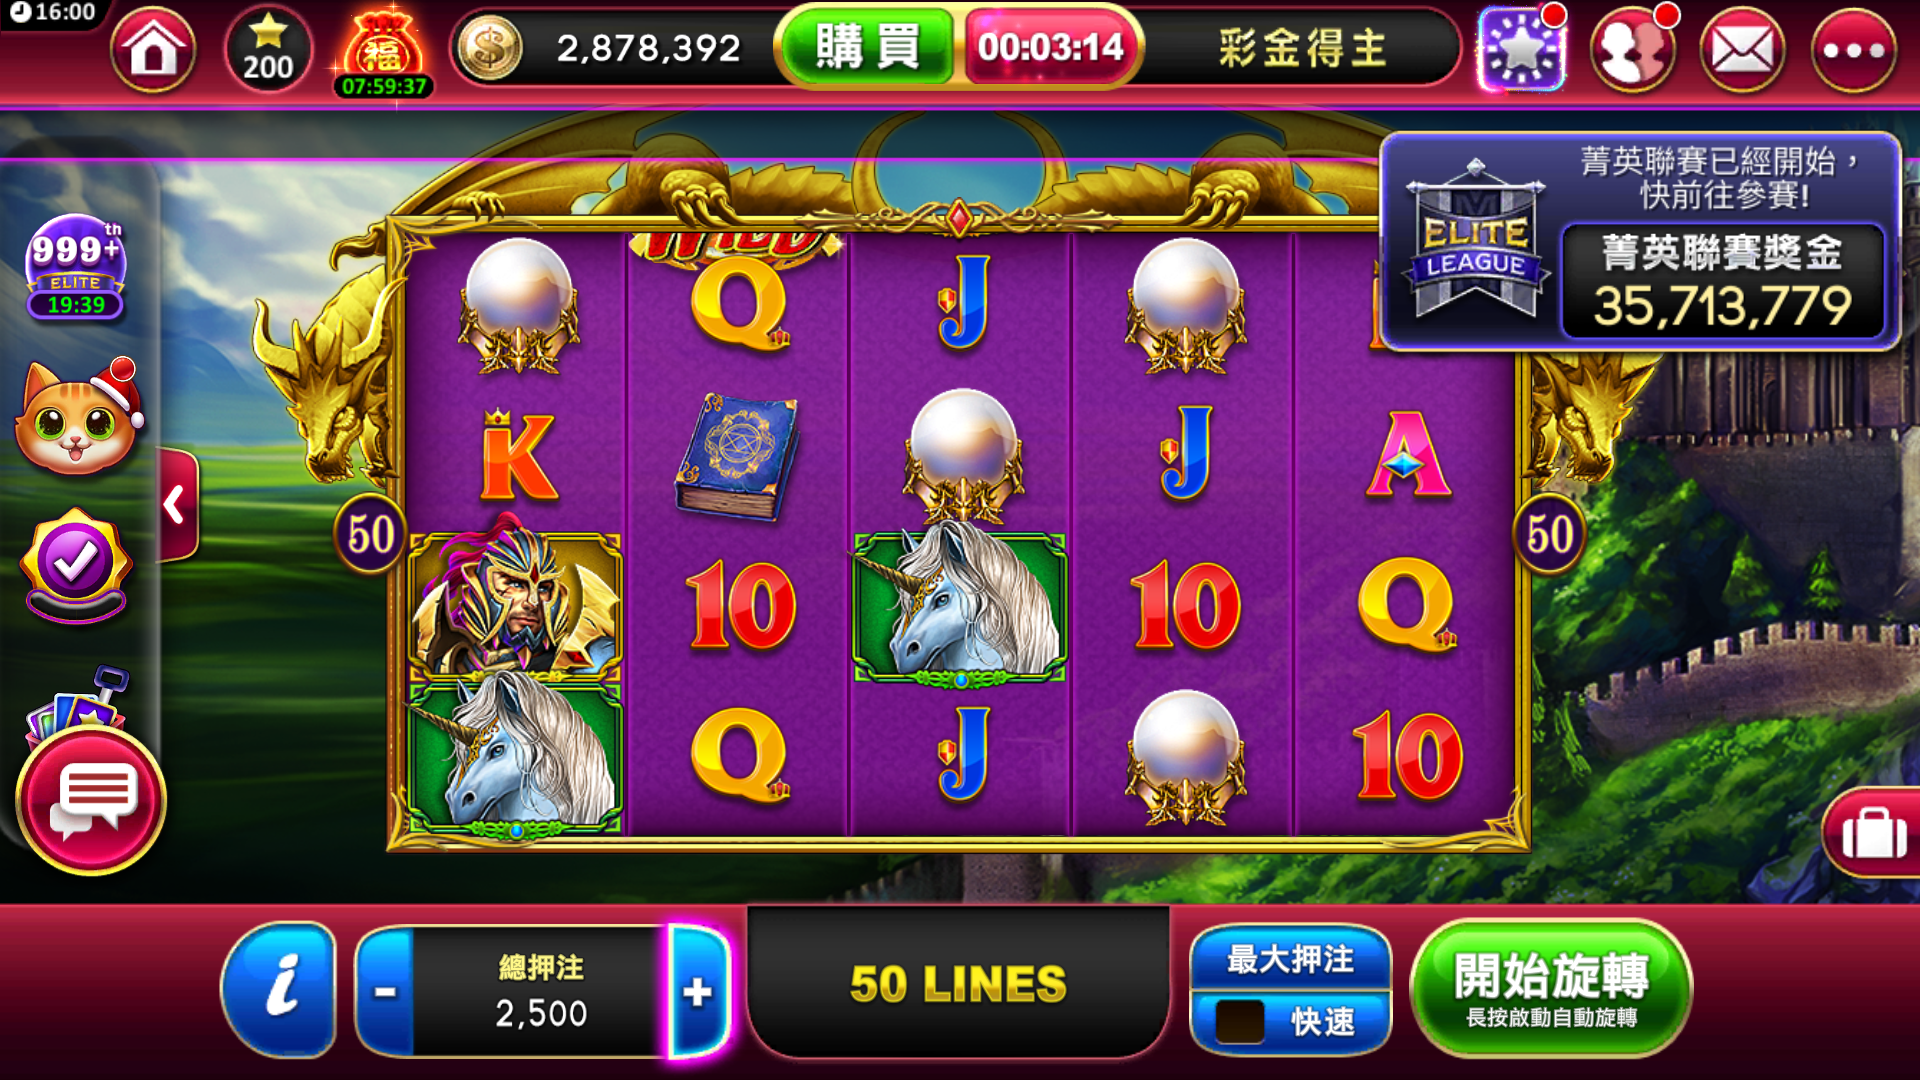 16:00
200
福
07:59:37
2,878,392
購買
00:03:14
彩金得主
菁英聯賽已經開始，
快前往參賽!
ELITE
LEAGUE
菁英聯賽獎金
35,713,779
999+th
ELITE
19:39
WILD
Q
J
K
J
A
50
50
10
10
Q
Q
J
10
i
-
總押注
2,500
+
50 LINES
最大押注
快速
開始旋轉
長按啟動自動旋轉